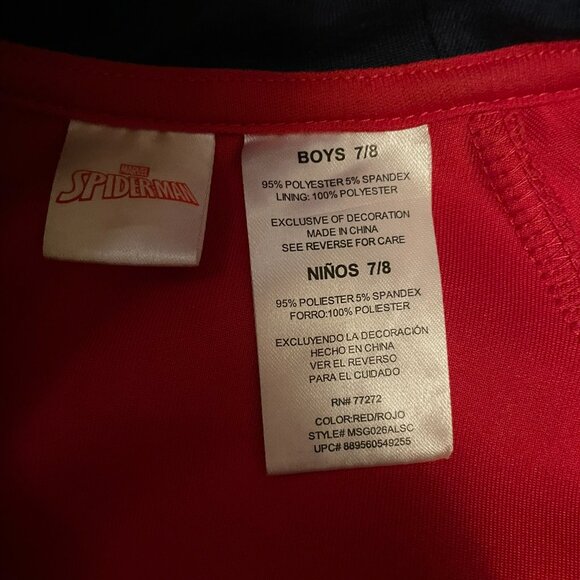 MARVEL
SPIDER-MAN
BOYS 7/8
95% POLYESTER 5% SPANDEX
LINING: 100% POLYESTER
EXCLUSIVE OF DECORATION
MADE IN CHINA
SEE REVERSE FOR CARE
NIÑOS 7/8
95% POLIESTER 5% SPANDEX
FORRO:100% POLIESTER
EXCLUYENDO LA DECORACIÓN
HECHO EN CHINA
VER EL REVERSO
PARA EL CUIDADO
RN# 77272
COLOR:RED/ROJO
STYLE# MSG026ALSC
UPC# 889560549255